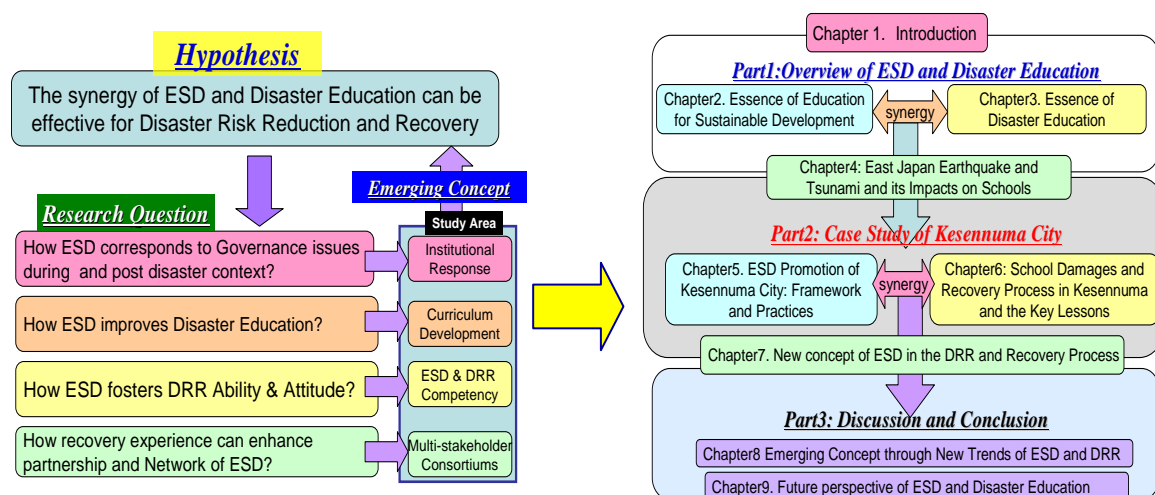 Hypothesis
The synergy of ESD and Disaster Education can be
effective for Disaster Risk Reduction and Recovery
Emerging Concept
Research Question
Study Area
How ESD corresponds to Governance issues
during and post disaster context?
Institutional
Response
How ESD improves Disaster Education?
Curriculum
Development
How ESD fosters DRR Ability & Attitude?
ESD & DRR
Competency
How recovery experience can enhance
partnership and Network of ESD?
Multi-stakeholder
Consortiums
Chapter 1. Introduction
Part1:Overview of ESD and Disaster Education
Chapter2. Essence of Education
for Sustainable Development
synergy
Chapter3. Essence of
Disaster Education
Chapter4: East Japan Earthquake and
Tsunami and its Impacts on Schools
Part2: Case Study of Kesennuma City
Chapter5. ESD Promotion of
Kesennuma City: Framework
and Practices
synergy
Chapter6: School Damages and
Recovery Process in Kesennuma
and the Key Lessons
Chapter7. New concept of ESD in the DRR and Recovery Process
Part3: Discussion and Conclusion
Chapter8 Emerging Concept through New Trends of ESD and DRR
Chapter9. Future perspective of ESD and Disaster Education